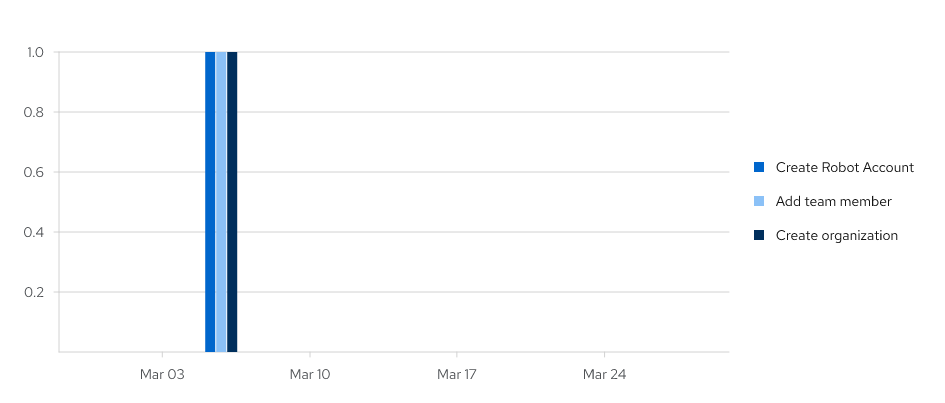 1.0
0.8
0.6
0.4
0.2
Mar 03
Mar 10
Mar 17
Mar 24
Create Robot Account
Add team member
Create organization